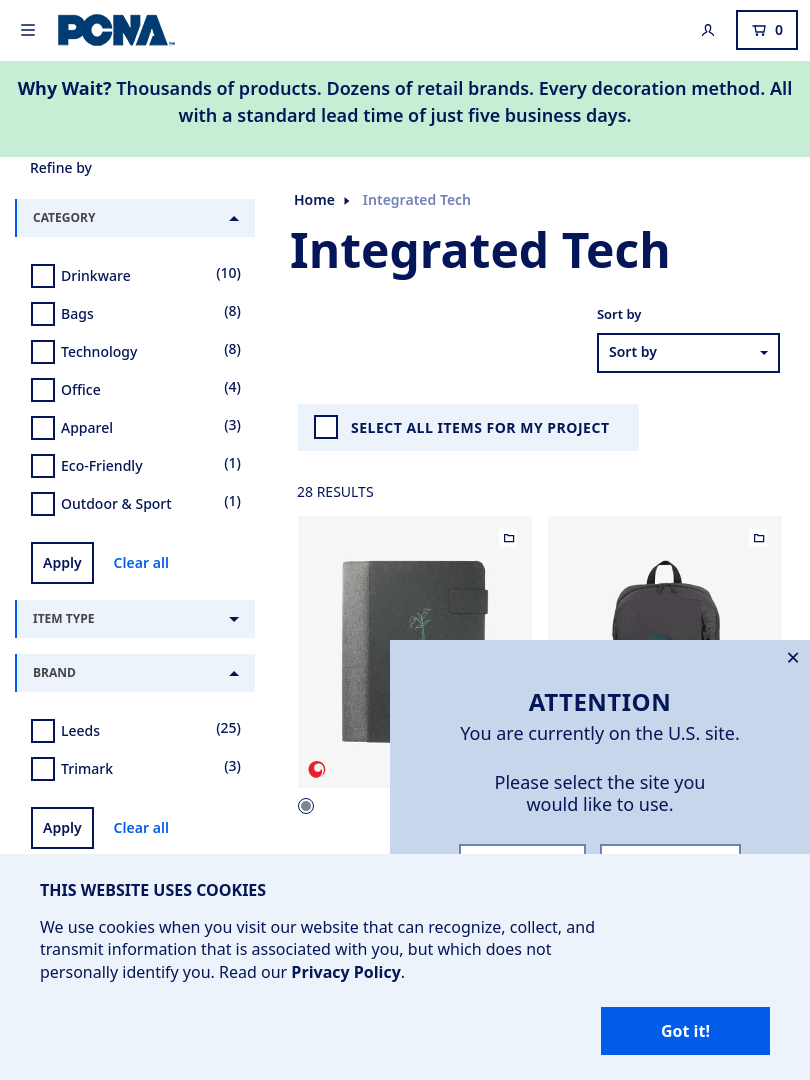 PCNA
0
Why Wait? Thousands of products. Dozens of retail brands. Every decoration method. All
with a standard lead time of just five business days.
Refine by
CATEGORY
Drinkware (10)
Bags (8)
Technology (8)
Office (4)
Apparel (3)
Eco-Friendly (1)
Outdoor & Sport (1)
Apply Clear all
ITEM TYPE
BRAND
Leeds (25)
Trimark (3)
Apply Clear all
Home Integrated Tech
Integrated Tech
Sort by
Sort by
SELECT ALL ITEMS FOR MY PROJECT
28 RESULTS
ATTENTION
You are currently on the U.S. site.
Please select the site you
would like to use.
THIS WEBSITE USES COOKIES
We use cookies when you visit our website that can recognize, collect, and
transmit information that is associated with you, but which does not
personally identify you. Read our Privacy Policy.
Got it!